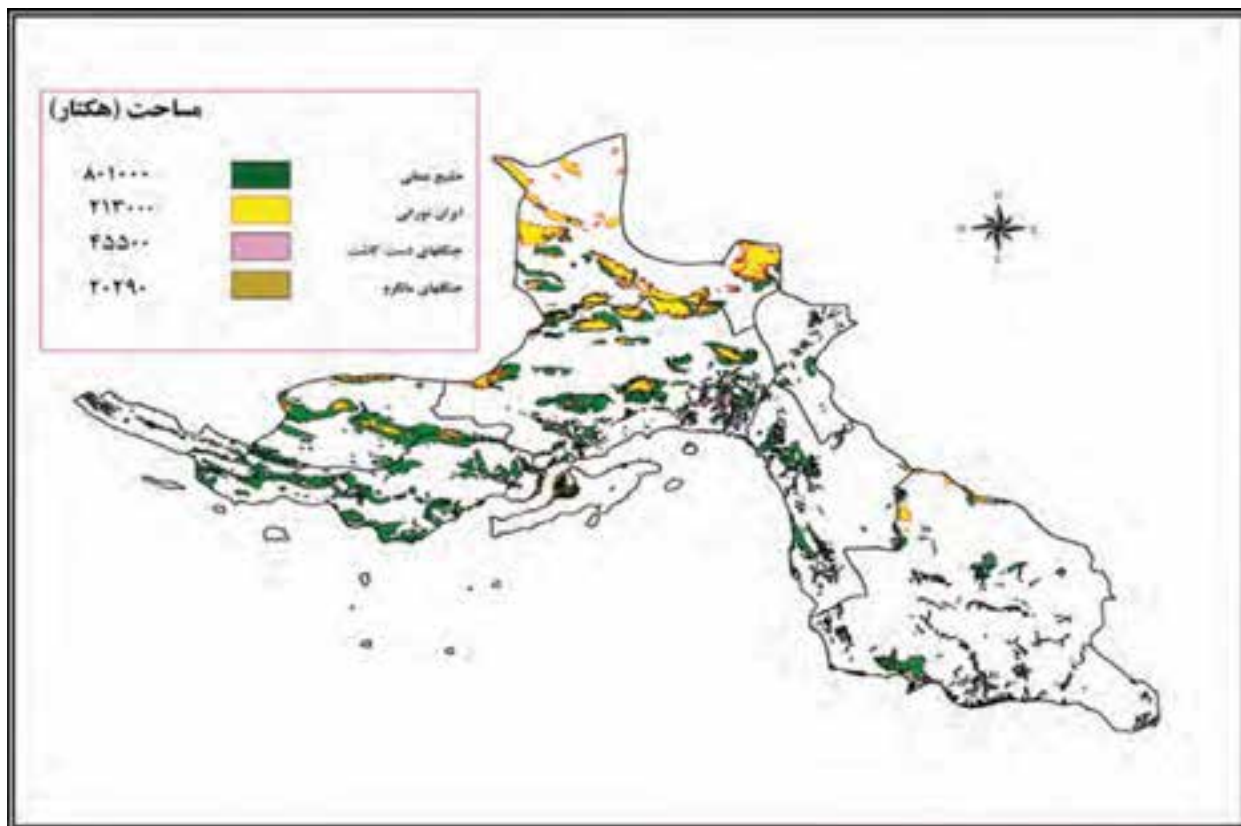 مساحت (هکتار)
خلیج عمانی ۸۰۱۰۰۰
ایران تورانی ۲۱۳۰۰۰
جنگلهای دست کاشت ۴۵۵۰۰
جنگلهای مانگرو ۲۰۲۹۰